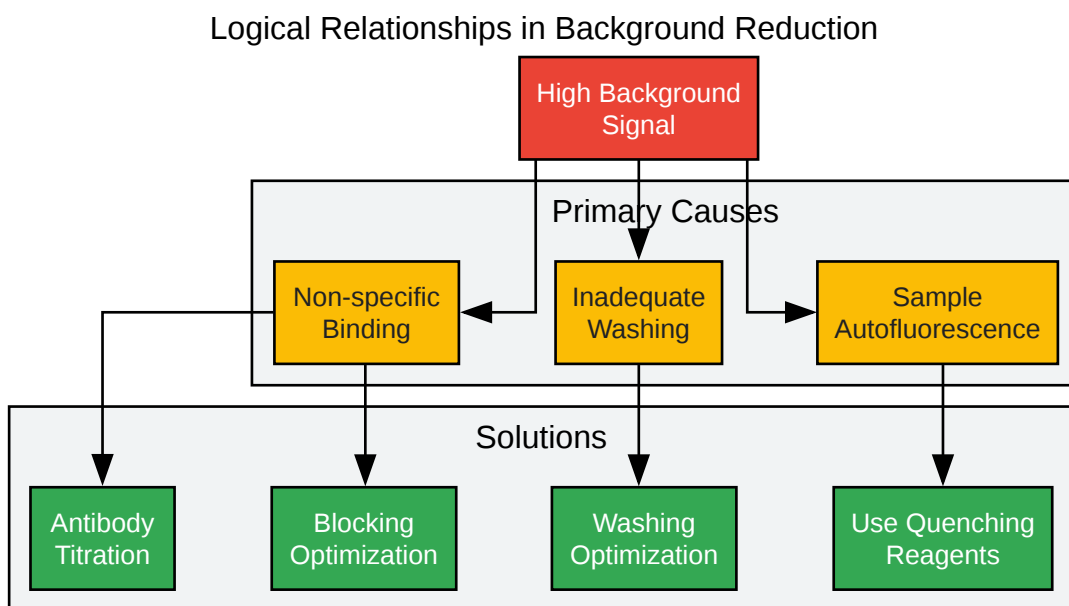 Logical Relationships in Background Reduction
High Background
Signal
Primary Causes
Non-specific
Binding
Inadequate
Washing
Sample
Autofluorescence
Solutions
Antibody
Titration
Blocking
Optimization
Washing
Optimization
Use Quenching
Reagents